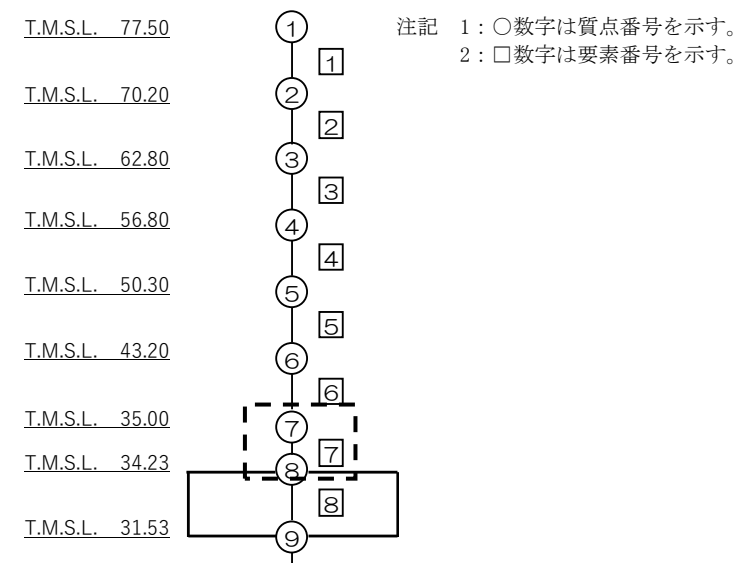 T.M.S.L. 77.50 ① 注記 1：○数字は質点番号を示す。
1 2：□数字は要素番号を示す。
T.M.S.L. 70.20 ②
2
T.M.S.L. 62.80 ③
3
T.M.S.L. 56.80 ④
4
T.M.S.L. 50.30 ⑤
5
T.M.S.L. 43.20 ⑥
6
T.M.S.L. 35.00 ⑦
7
T.M.S.L. 34.23 ⑧
8
T.M.S.L. 31.53 ⑨